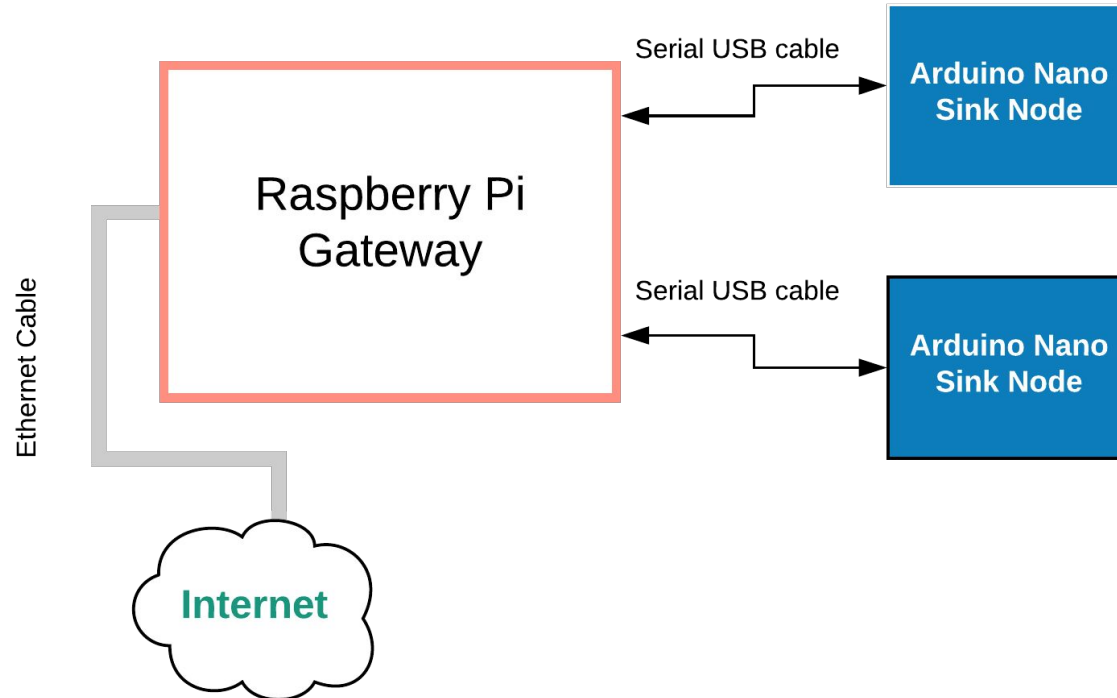 Serial USB cable
Arduino Nano
Sink Node
Raspberry Pi
Gateway
Serial USB cable
Arduino Nano
Sink Node
Ethernet Cable
Internet